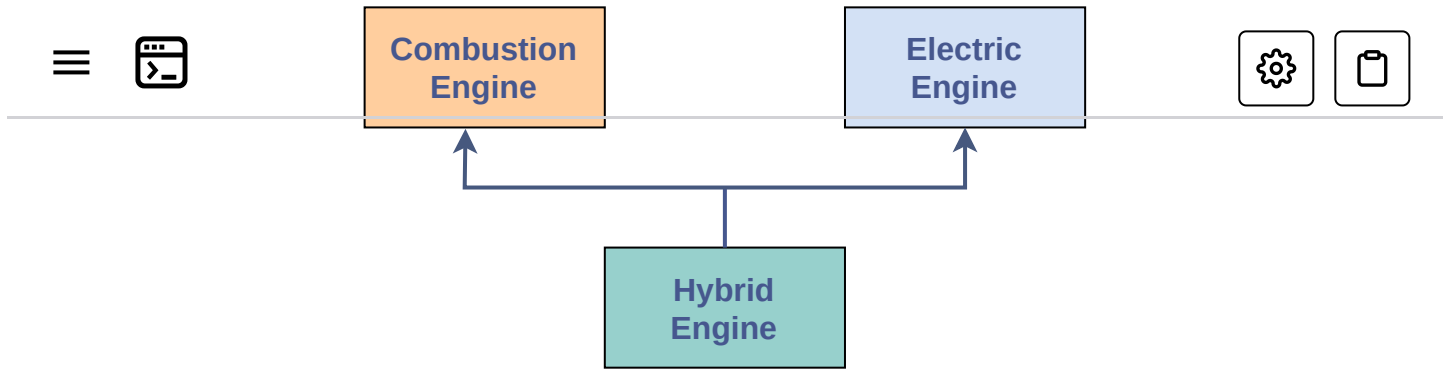 Combustion
Engine
Electric
Engine
Hybrid
Engine